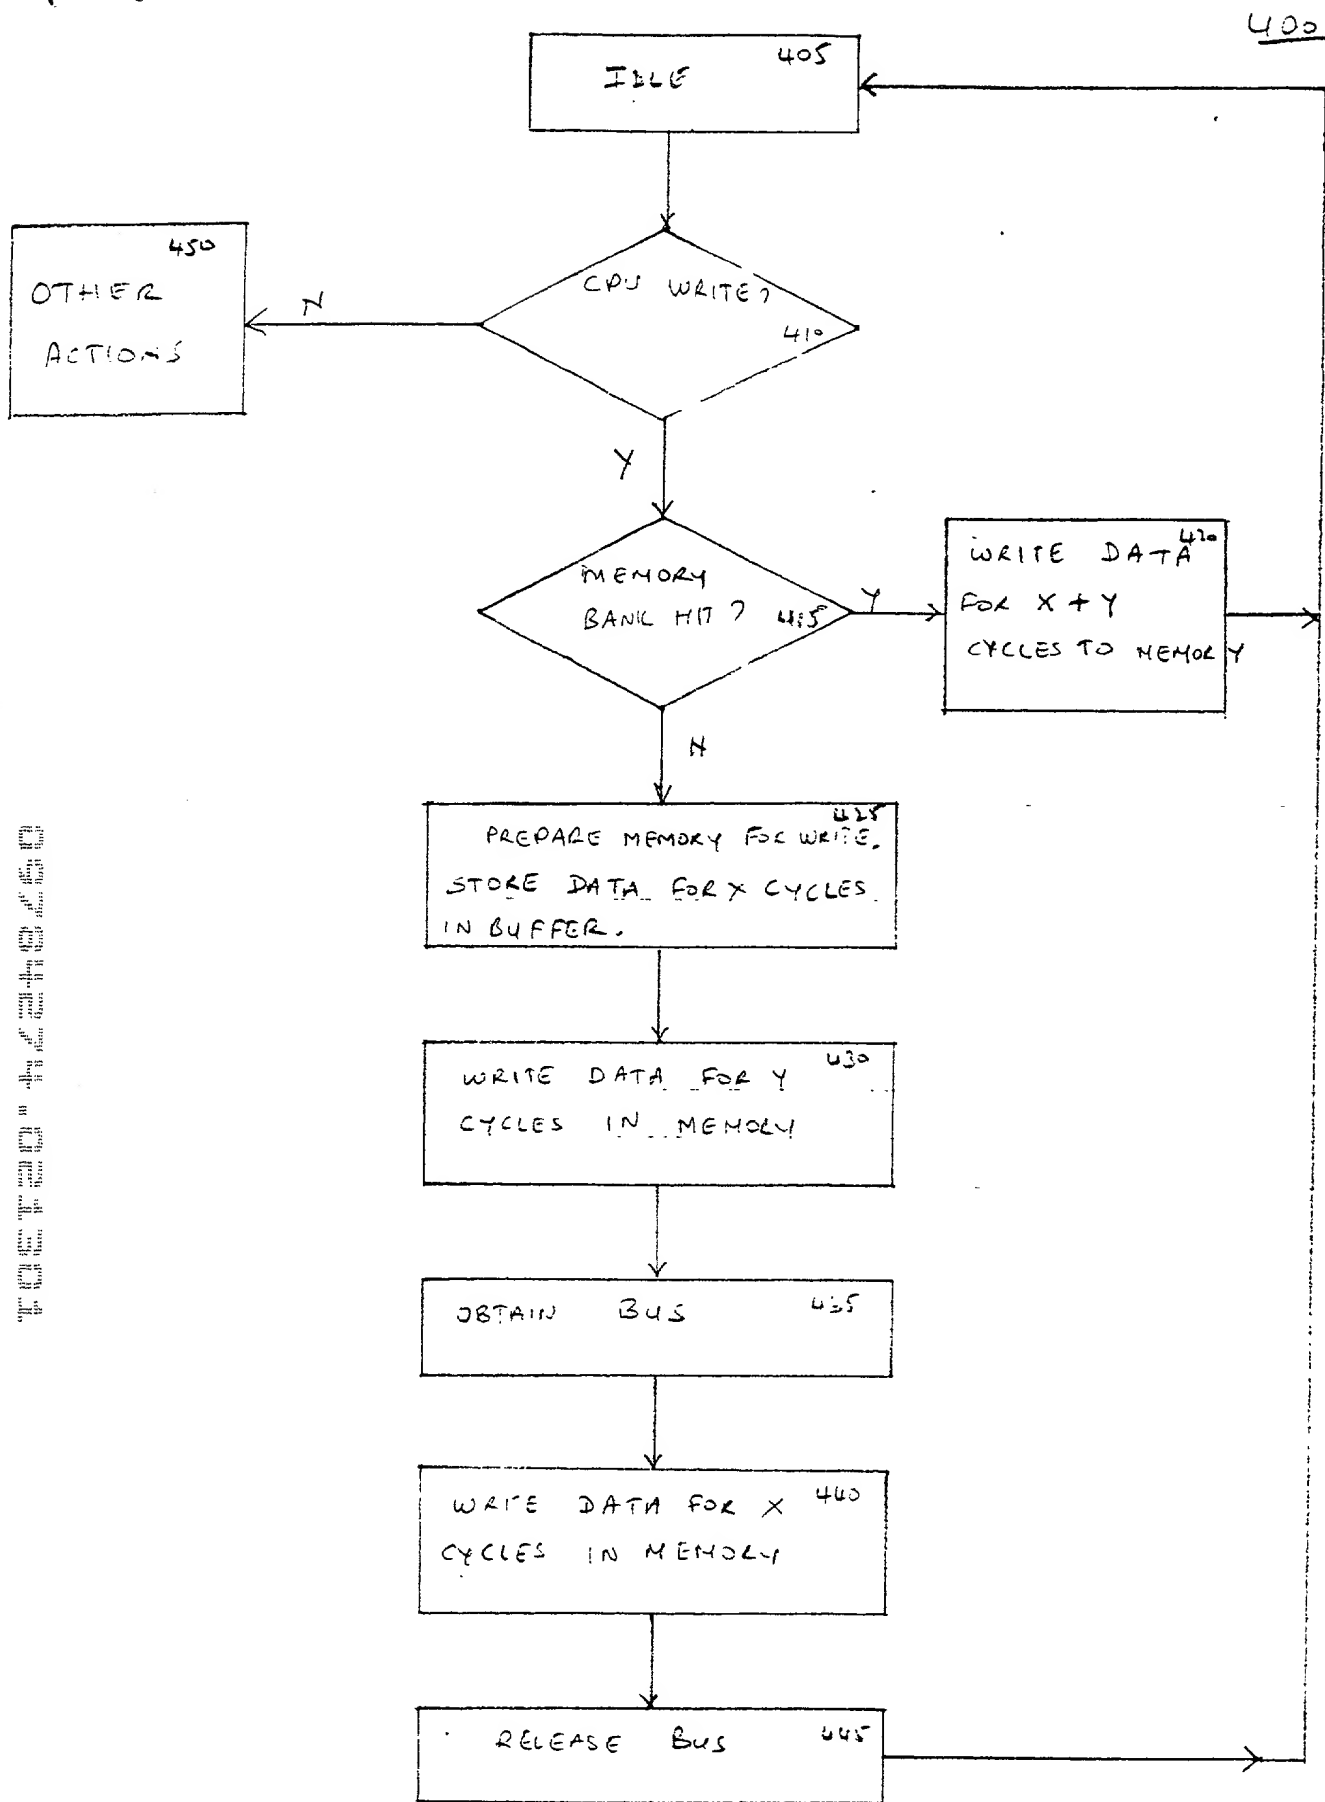 400
IDLE 405
CPU WRITE?
410
N
450
OTHER
ACTIONS
Y
MEMORY
BANK HIT? 415
Y
420
WRITE DATA
FOR X + Y
CYCLES TO MEMORY
N
425
PREPARE MEMORY FOR WRITE.
STORE DATA FOR X CYCLES
IN BUFFER.
430
WRITE DATA FOR Y
CYCLES IN MEMORY
OBTAIN BUS 435
WRITE DATA FOR X 440
CYCLES IN MEMORY
RELEASE BUS 445
09784274.021301